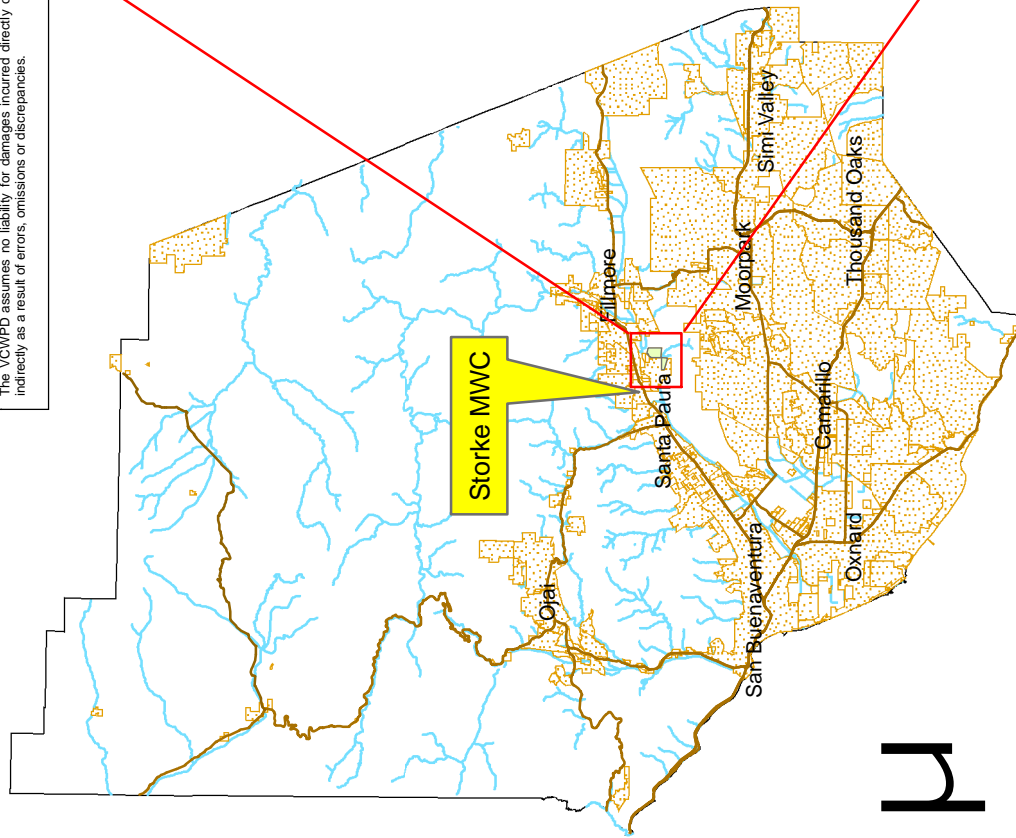 The VCWPD assumes no liability for damages incurred directly
indirectly as a result of errors, omissions or discrepancies.
Storke MWC
Fillmore
Santa Paula
Ojai
Simi Valley
Moorpark
Thousand Oaks
Camarillo
Oxnard
San Buenaventura
µ